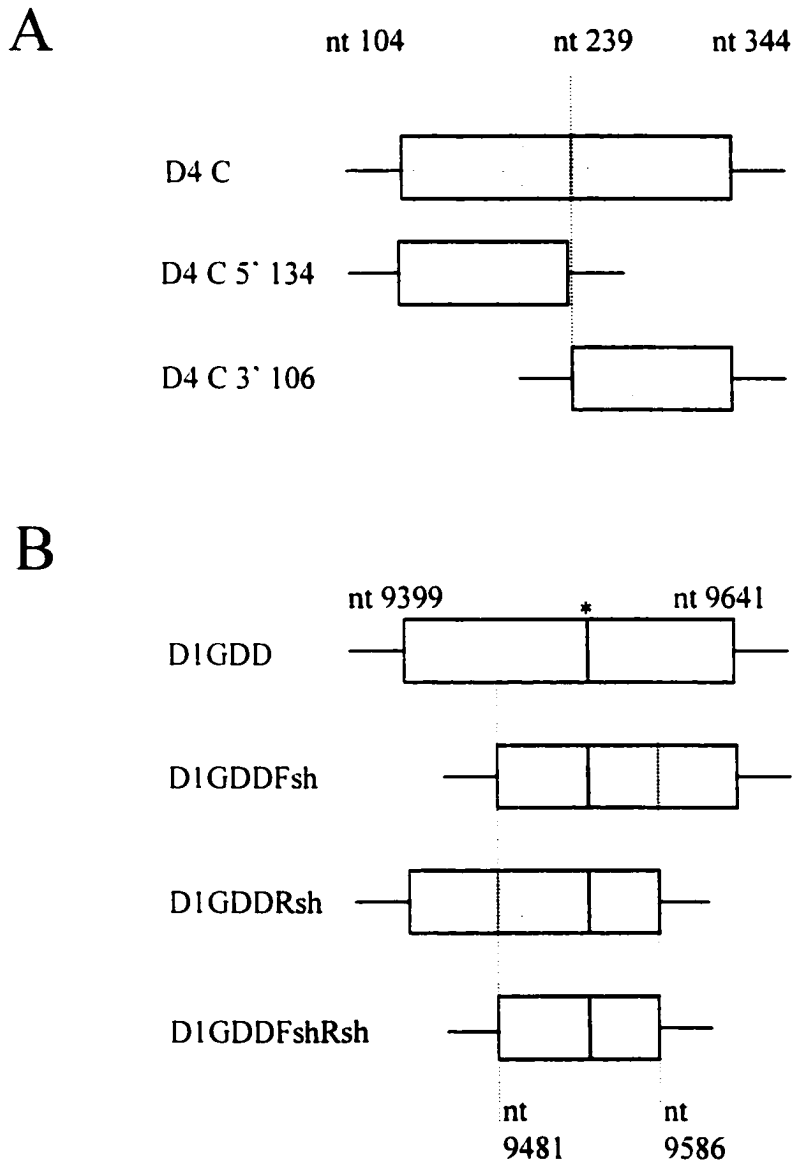 A
nt 104 nt 239 nt 344
D4 C
D4 C 5' 134
D4 C 3' 106
B
nt 9399 * nt 9641
D1GDD
D1GDDFsh
D1GDDRsh
D1GDDFshRsh
nt nt
9481 9586